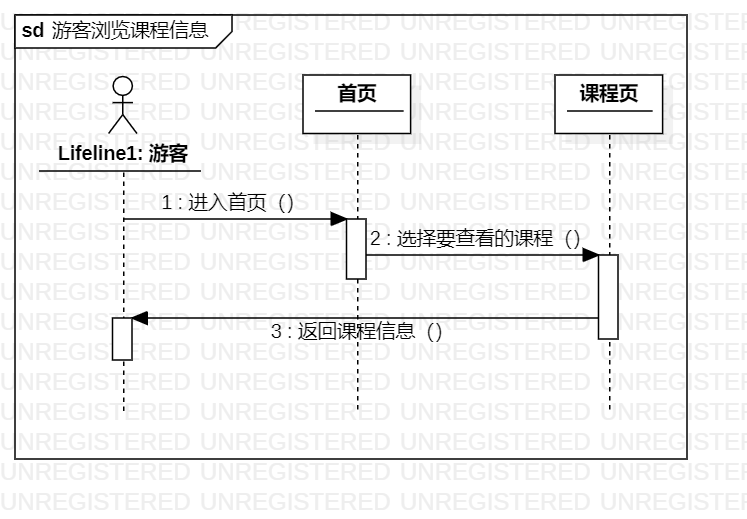 sd 游客浏览课程信息
首页
课程页
Lifeline1: 游客
1 : 进入首页（）
2 : 选择要查看的课程（）
3 : 返回课程信息（）
UNREGISTERED UNREGISTERED UNREGISTERED UNREGISTERED